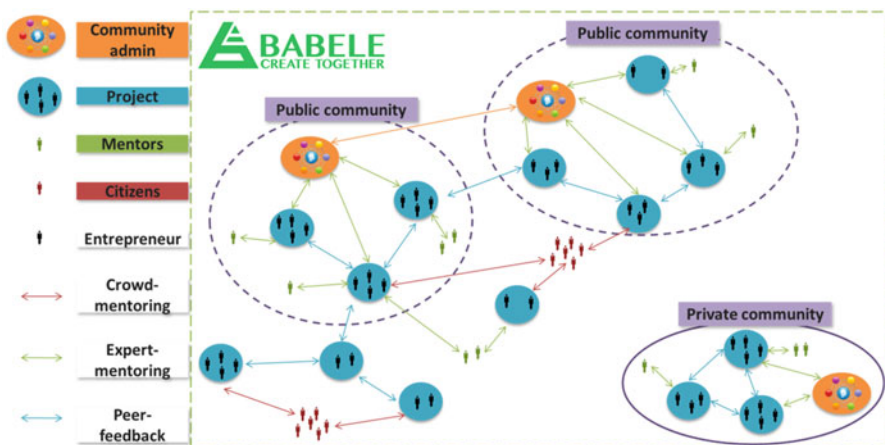 Community
admin
Project
Mentors
Citizens
Entrepreneur
Crowd-
mentoring
Expert-
mentoring
Peer-
feedback
BABELE
CREATE TOGETHER
Public community
Public community
Private community